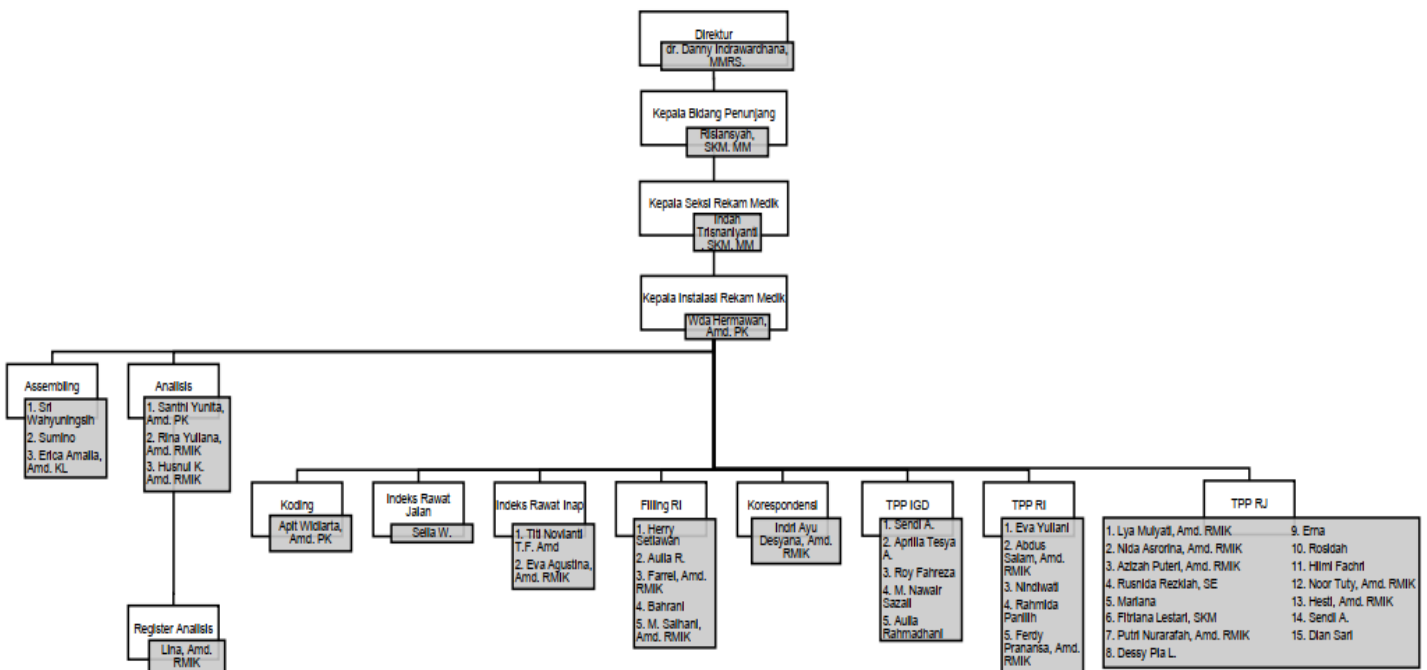 Direktur
dr. Danny Indrawardhana,
MMRS.
Kepala Bidang Penunjang
Risiansyah,
SKM. MM
Kepala Seksi Rekam Medik
Indah
Trisnaniyanti
, SKM. MM
Kepala Instalasi Rekam Medik
Wda Hermawan,
Amd. PK
Assembling
1. Sri
Wahyuningsih
2. Sumino
3. Erica Amalia,
Amd. KL
Analisis
1. Santhi Yunita,
Amd. PK
2. Rina Yuliana,
Amd. RMIK
3. Husnul K.
Amd. RMIK
Register Analisis
Lina, Amd.
RMIK
Koding
Apit Widiarta,
Amd. PK
Indeks Rawat
Jalan
Sella W.
Indeks Rawat Inap
1. Titi Novianti
T.F. Amd
2. Eva Agustina,
Amd. RMIK
Filling RI
1. Herry
Setiawan
2. Aulia R.
3. Farrel, Amd.
RMIK
4. Bahrani
5. M. Saihani,
Amd. RMIK
Korespondensi
Indri Ayu
Desyana, Amd.
RMIK
TPP IGD
1. Sendi A.
2. Aprilia Tesya
A.
3. Roy Fahreza
4. M. Nawair
Sazali
5. Aulia
Rahmadhani
TPP RI
1. Eva Yuliani
2. Abdus
Salam, Amd.
RMIK
3. Nindiwati
4. Rahmida
Panilih
5. Ferdy
Pranansa, Amd.
RMIK
TPP RJ
1. Lya Mulyati, Amd. RMIK
2. Nida Asrorina, Amd. RMIK
3. Azizah Puteri, Amd. RMIK
4. Rusnida Rezkiah, SE
5. Mariana
6. Fitriana Lestari, SKM
7. Putri Nurarafah, Amd. RMIK
8. Dessy Pia L.
9. Erna
10. Rosidah
11. Hilmi Fachri
12. Noor Tuty, Amd. RMIK
13. Hesti, Amd. RMIK
14. Sendi A.
15. Dian Sari